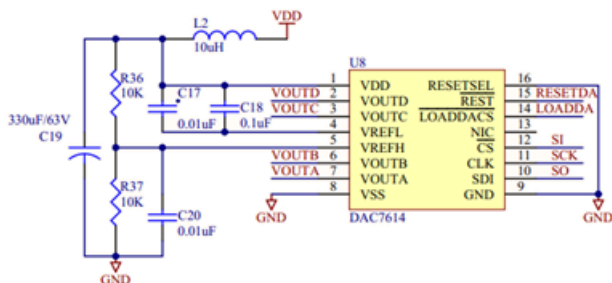 L2
VDD
10uH
U8
R36
10K
C17
0.01uF
C18
0.1uF
330uF/63V
C19
R37
10K
C20
0.01uF
GND
VOUTD
VOUTC
VOUTB
VOUTA
GND
1 VDD RESETSEL 16
2 VOUTD REST 15 RESETDA
3 VOUTC LOADDACS 14 LOADDA
4 VREFL NIC 13
5 VREFH CS 12 SI
6 VOUTB CLK 11 SCK
7 VOUTA SDI 10 SO
8 VSS GND 9
DAC7614
GND